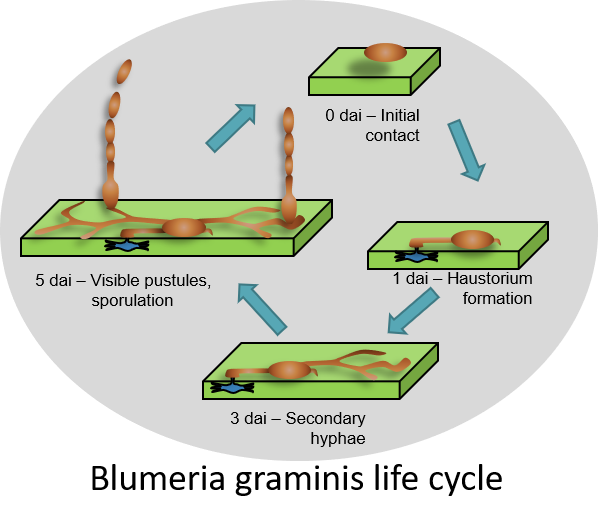 0 dai – Initial
contact
1 dai – Haustorium
formation
3 dai – Secondary
hyphae
5 dai – Visible pustules,
sporulation
Blumeria graminis life cycle